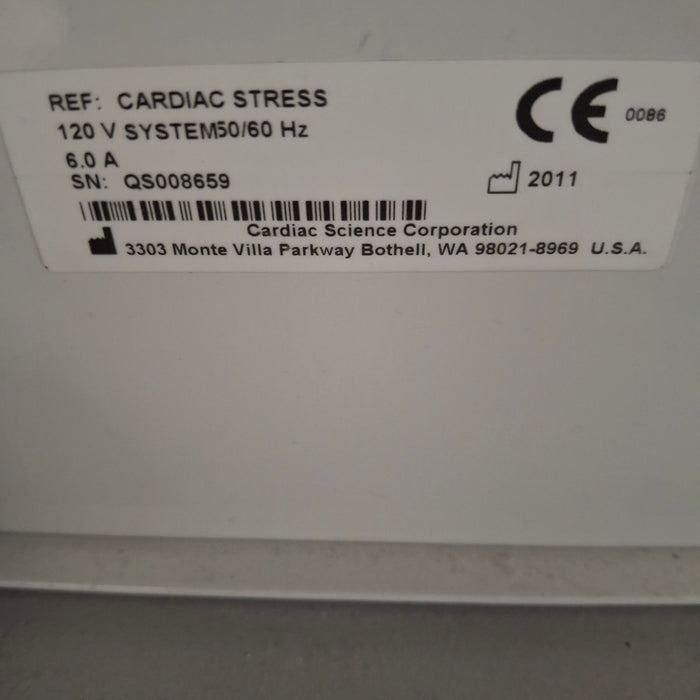 REF: CARDIAC STRESS
120 V SYSTEM50/60 Hz
6.0 A
SN: QS008659
CE 0086
2011
Cardiac Science Corporation
3303 Monte Villa Parkway Bothell, WA 98021-8969 U.S.A.